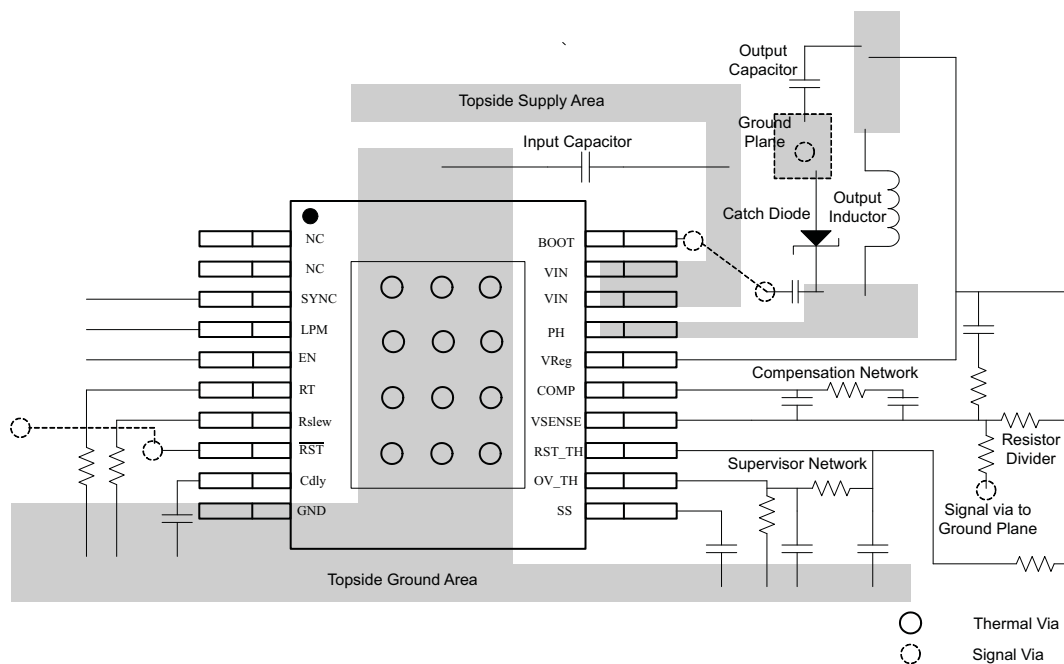 `
Output
Capacitor
Topside Supply Area
Ground
Plane
Input Capacitor
Output
Inductor
Catch Diode
NC
NC
SYNC
LPM
EN
RT
Rslew
RST
Cdly
GND
BOOT
VIN
VIN
PH
VReg
COMP
VSENSE
RST_TH
OV_TH
SS
Compensation Network
Resistor
Divider
Supervisor Network
Signal via to
Ground Plane
Topside Ground Area
Thermal Via
Signal Via